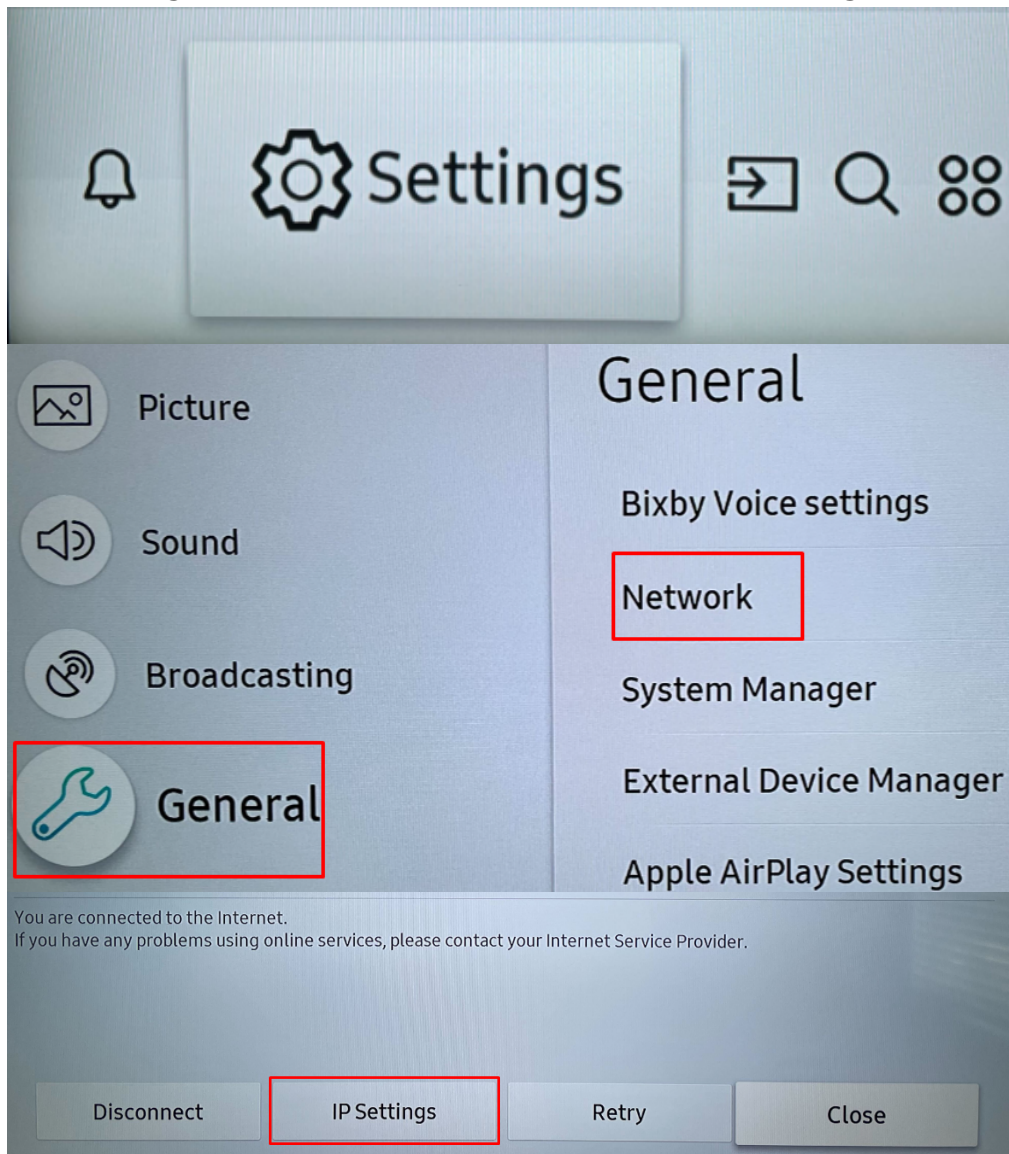 Settings
Picture
Sound
Broadcasting
General
General
Bixby Voice settings
Network
System Manager
External Device Manager
Apple AirPlay Settings
You are connected to the Internet.
If you have any problems using online services, please contact your Internet Service Provider.
Disconnect
IP Settings
Retry
Close